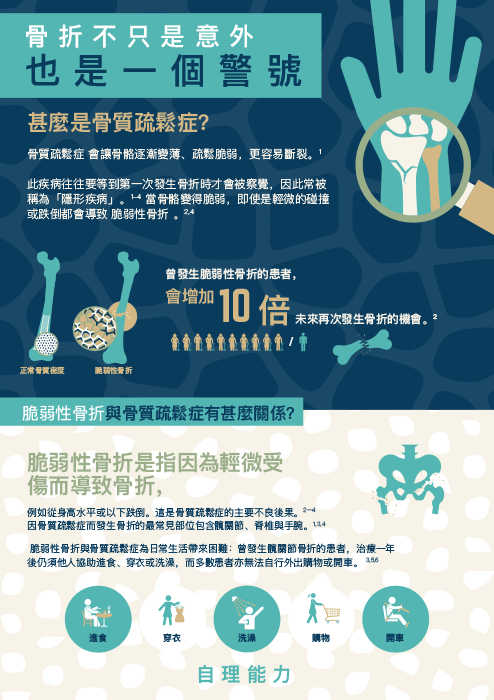 骨折不只是意外
也是一個警號
甚麼是骨質疏鬆症?
骨質疏鬆症 會讓骨骼逐漸變薄、疏鬆脆弱，更容易斷裂。1
此疾病往往要等到第一次發生骨折時才會被察覺，因此常被
稱為「隱形疾病」。1-4 當骨骼變得脆弱，即使是輕微的碰撞
或跌倒都會導致 脆弱性骨折 。2,4
曾發生脆弱性骨折的患者，
會增加 10 倍
未來再次發生骨折的機會。2
/
正常骨質密度
脆弱性骨折
脆弱性骨折與骨質疏鬆症有甚麼關係?
脆弱性骨折是指因為輕微受
傷而導致骨折，
例如從身高水平或以下跌倒。這是骨質疏鬆症的主要不良後果。2-4
因骨質疏鬆症而發生骨折的最常見部位包含髖關節、脊椎與手腕。1,3,4
脆弱性骨折與骨質疏鬆症為日常生活帶來困難：曾發生髖關節骨折的患者，治療一年
後仍須他人協助進食、穿衣或洗澡，而多數患者亦無法自行外出購物或開車。 3,5,6
進食
穿衣
洗澡
購物
開車
自理能力